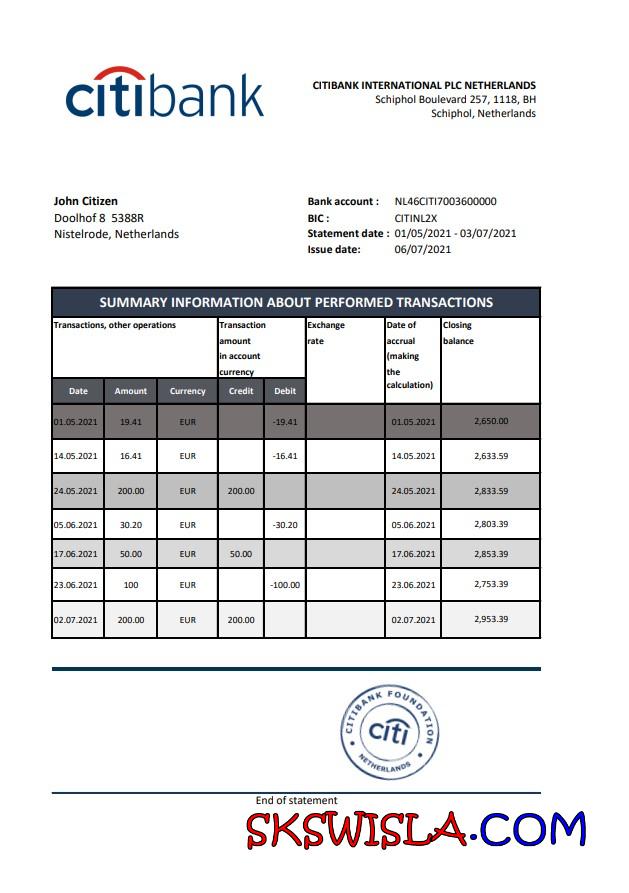 citibank
CITIBANK INTERNATIONAL PLC NETHERLANDS
Schiphol Boulevard 257, 1118, BH
Schiphol, Netherlands
John Citizen
Doolhof 8 5388R
Nistelrode, Netherlands
Bank account : NL46CITI7003600000
BIC : CITINL2X
Statement date : 01/05/2021 - 03/07/2021
Issue date: 06/07/2021
SUMMARY INFORMATION ABOUT PERFORMED TRANSACTIONS
Transactions, other operations
Transaction
amount
in account
currency
Exchange
rate
Date of
accrual
(making
the
calculation)
Closing
balance
Date Amount Currency Credit Debit
01.05.2021 19.41 EUR -19.41 01.05.2021 2,650.00
14.05.2021 16.41 EUR -16.41 14.05.2021 2,633.59
24.05.2021 200.00 EUR 200.00 24.05.2021 2,833.59
05.06.2021 30.20 EUR -30.20 05.06.2021 2,803.39
17.06.2021 50.00 EUR 50.00 17.06.2021 2,853.39
23.06.2021 100 EUR -100.00 23.06.2021 2,753.39
02.07.2021 200.00 EUR 200.00 02.07.2021 2,953.39
CITIBANK FOUNDATION
citi
NETHERLANDS
End of statement
SKSWISLA.COM